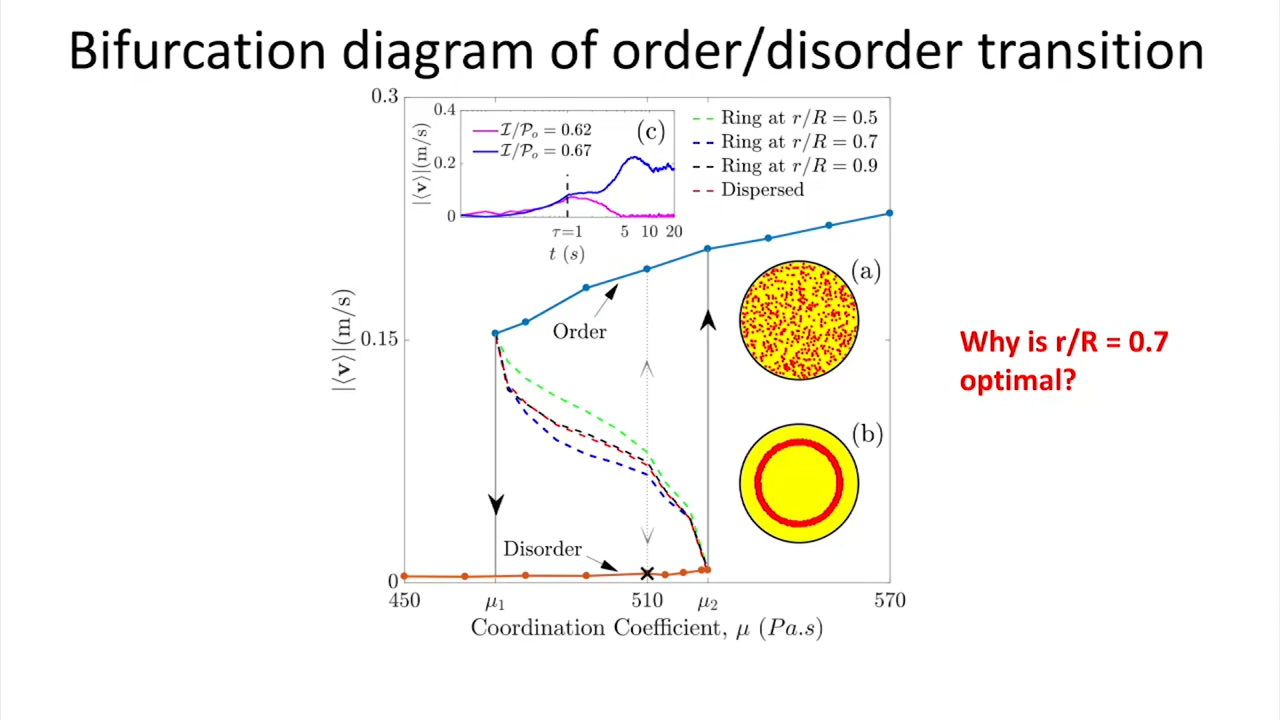 Bifurcation diagram of order/disorder transition
0.3
0.15
0
|⟨v⟩|(m/s)
450
μ₁
510
μ₂
570
Coordination Coefficient, μ (Pa.s)
0.4
0.2
0
|⟨v⟩|(m/s)
I/Pₒ = 0.62
I/Pₒ = 0.67
(c)
τ=1
5
10
20
t (s)
Ring at r/R = 0.5
Ring at r/R = 0.7
Ring at r/R = 0.9
Dispersed
Order
Disorder
(a)
(b)
Why is r/R = 0.7
optimal?